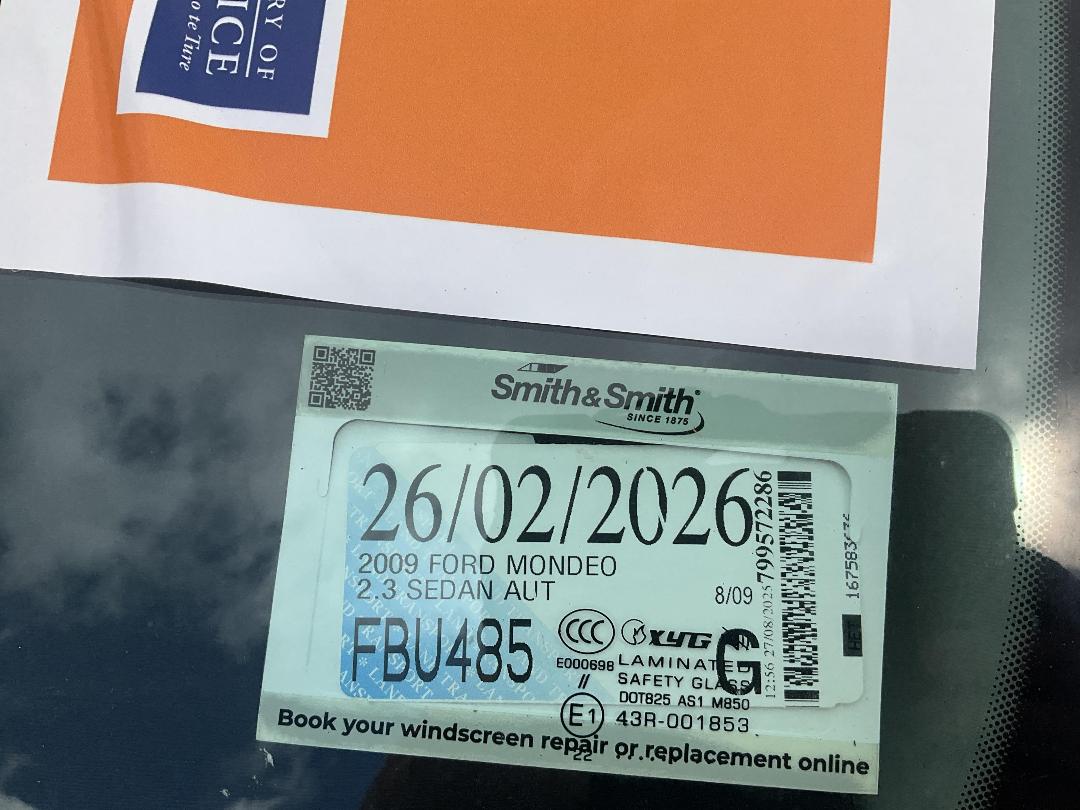 RY OF
ICE
o te Ture
Smith&Smith
SINCE 1875
26/02/2026
2009 FORD MONDEO
2.3 SEDAN AUT
8/09
FBU485
G
12:56 27/08/2025 799572286
CCC
XYG
E000698 LAMINATED
// SAFETY GLASS
DOT825 AS1 M850
E1 43R-001853
22
Book your windscreen repair or replacement online